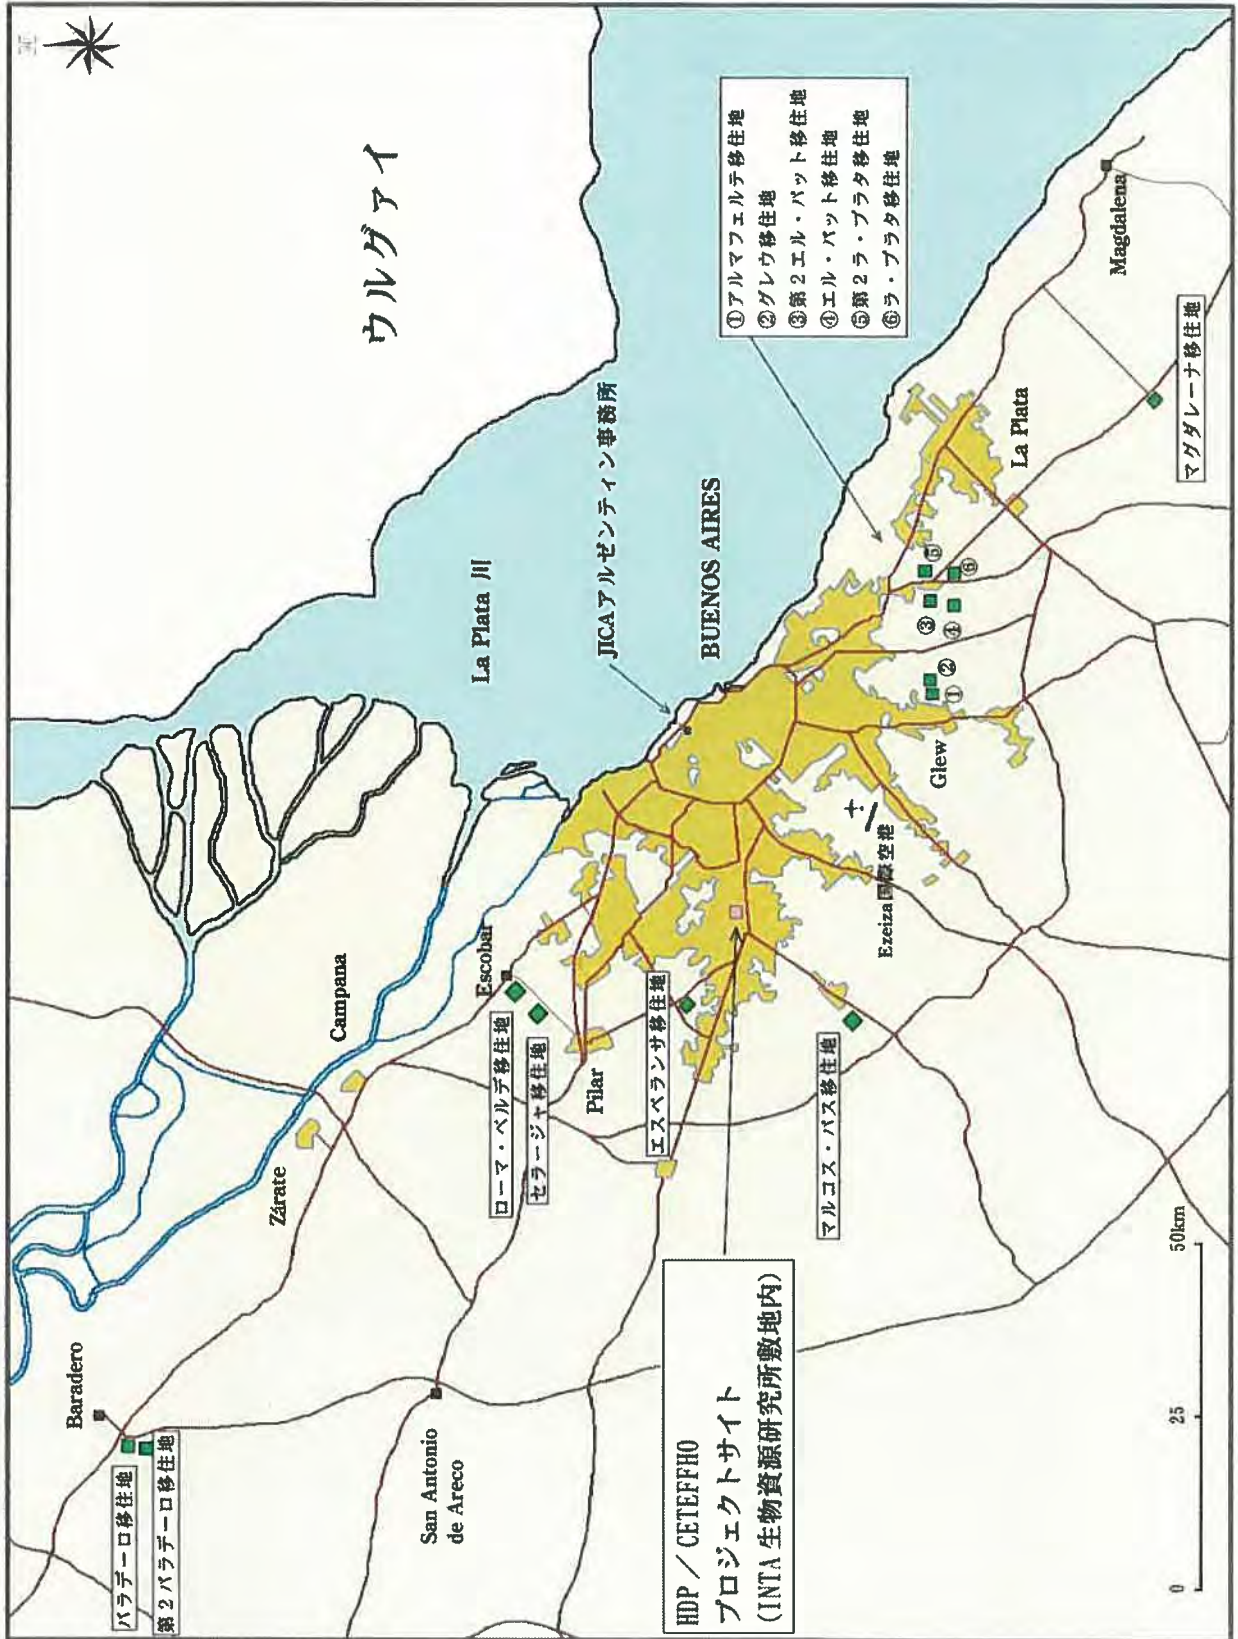 北
ウルグァイ
La Plata 川
JICAアルゼンティン事務所
BUENOS AIRES
①アルマフェルテ移住地
②グレウ移住地
③第2エル・パット移住地
④エル・パット移住地
⑤第2ラ・プラタ移住地
⑥ラ・プラタ移住地
Magdalena
マグダレーナ移住地
La Plata
⑤
⑥
③
④
②
①
Glew
Ezeiza国際空港
Escobar
Campana
ローマ・ベルデ移住地
セラージャ移住地
Pilar
エスペランサ移住地
マルコス・パス移住地
Zárate
Baradero
バラデーロ移住地
第2バラデーロ移住地
San Antonio
de Areco
HDP／CETEFFHO
プロジェクトサイト
(INTA 生物資源研究所敷地内)
0
25
50km